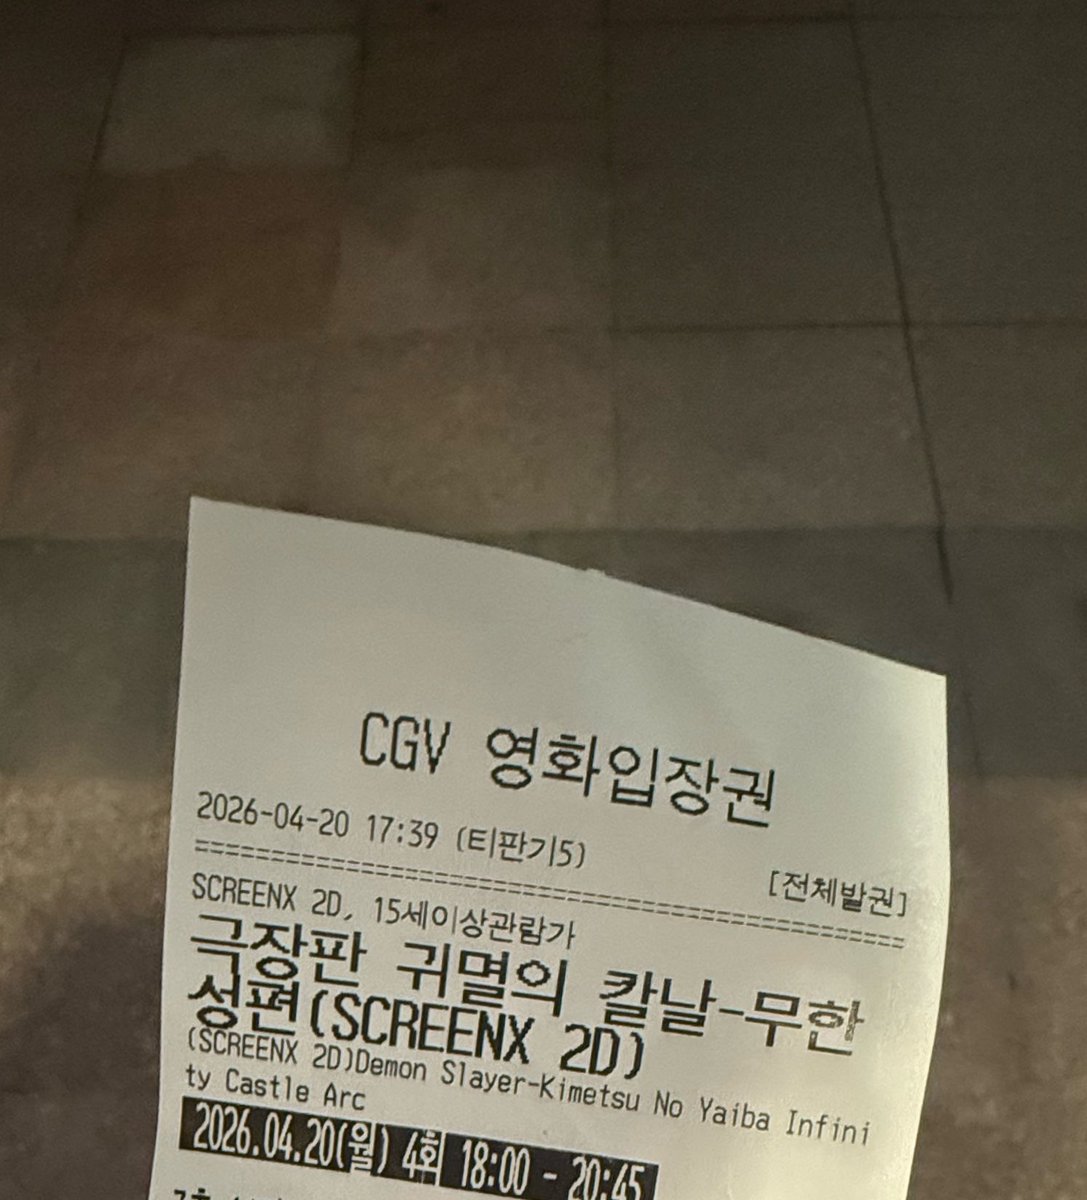 CGV 영화입장권
2026-04-20 17:39 (티판기5)
[전체발권]
==================================================
SCREENX 2D, 15세이상관람가
극장판 귀멸의 칼날-무한
성편(SCREENX 2D)
(SCREENX 2D)Demon Slayer-Kimetsu No Yaiba Infini
ty Castle Arc
2026.04.20(월) 4회 18:00 - 20:45